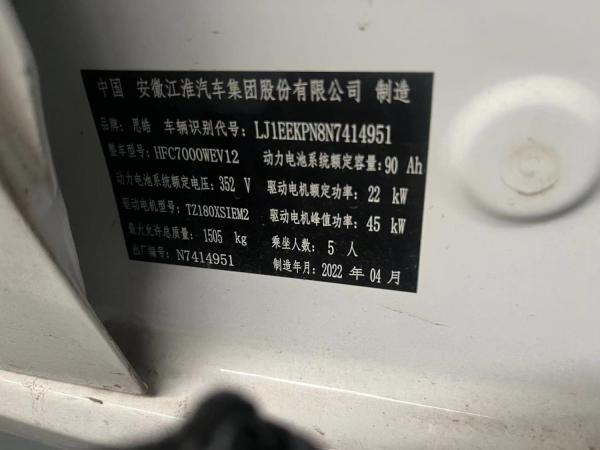 中国 安徽江淮汽车集团股份有限公司 制造
品牌：思皓 车辆识别代号：LJ1EEKPN8N7414951
整车型号：HFC7000WEV12 动力电池系统额定容量：90 Ah
动力电池系统额定电压：352 V 驱动电机额定功率：22 kW
驱动电机型号：TZ180XSIEM2 驱动电机峰值功率：45 kW
最大允许总质量：1505 kg 乘坐人数：5 人
出厂编号：N7414951 制造年月：2022 年 04 月